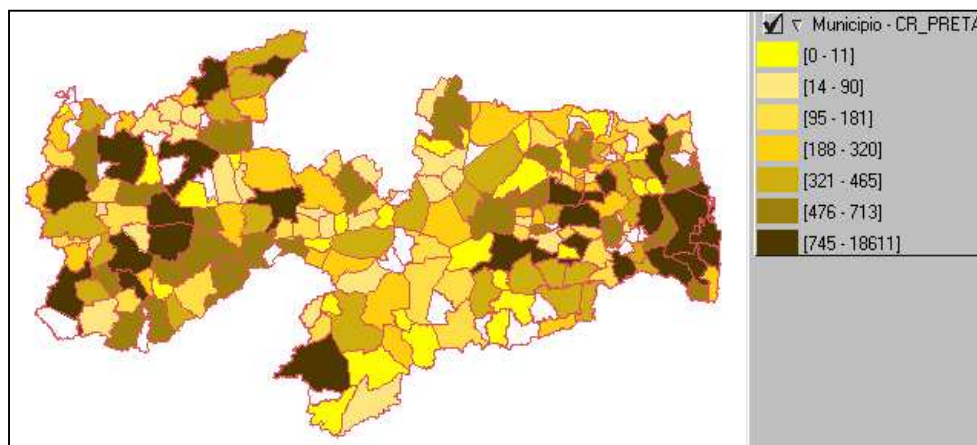 Municipio - CR_PRETA
[0 - 11]
[14 - 90]
[95 - 181]
[188 - 320]
[321 - 465]
[476 - 713]
[745 - 18611]